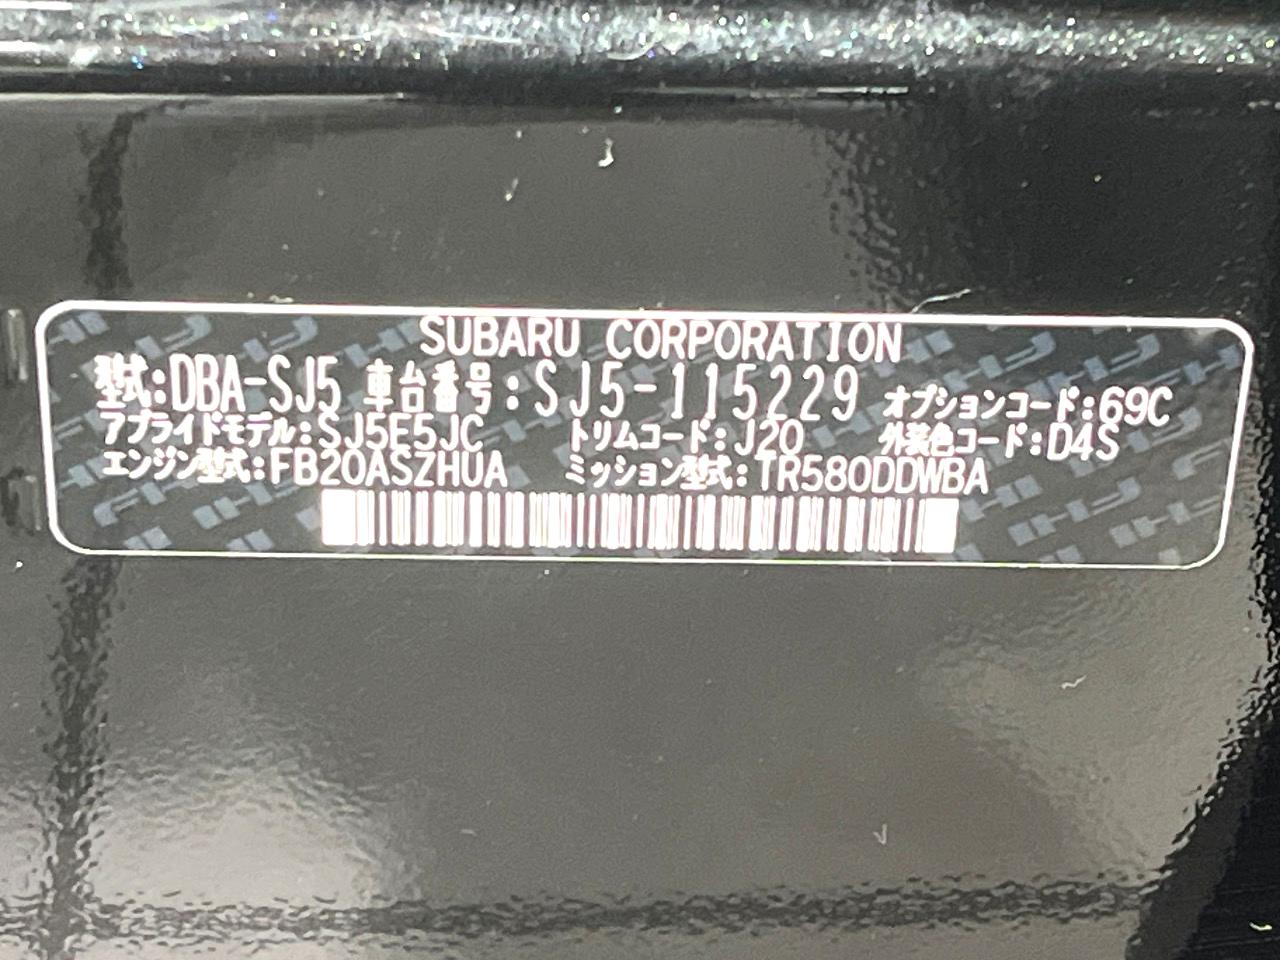 SUBARU CORPORATION
型式:DBA-SJ5 車台番号:SJ5-115229 オプションコード:69C
アプライドモデル:SJ5E5JC トリムコード:J20 外装色コード:D4S
エンジン型式:FB20ASZHUA ミッション型式:TR580DDWBA